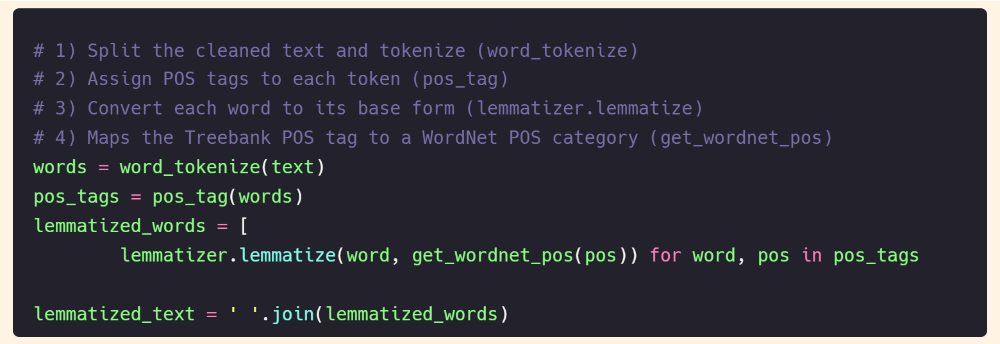 # 1) Split the cleaned text and tokenize (word_tokenize)
# 2) Assign POS tags to each token (pos_tag)
# 3) Convert each word to its base form (lemmatizer.lemmatize)
# 4) Maps the Treebank POS tag to a WordNet POS category (get_wordnet_pos)
words = word_tokenize(text)
pos_tags = pos_tag(words)
lemmatized_words = [
        lemmatizer.lemmatize(word, get_wordnet_pos(pos)) for word, pos in pos_tags
lemmatized_text = ' '.join(lemmatized_words)